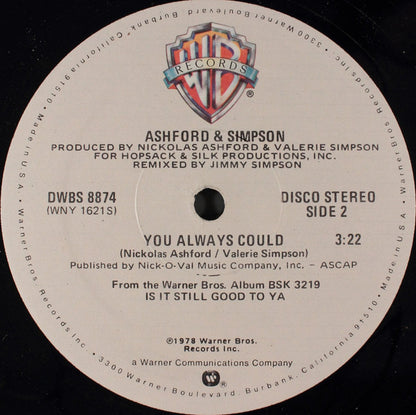 WB
RECORDS
®
ASHFORD & SIMPSON
PRODUCED BY NICKOLAS ASHFORD & VALERIE SIMPSON
FOR HOPSACK & SILK PRODUCTIONS, INC.
REMIXED BY JIMMY SIMPSON
DWBS 8874
(WNY 1621S)
DISCO STEREO
SIDE 2
YOU ALWAYS COULD 3:22
(Nickolas Ashford / Valerie Simpson)
Published by Nick-O-Val Music Company, Inc. - ASCAP
From the Warner Bros. Album BSK 3219
IS IT STILL GOOD TO YA
℗1978 Warner Bros.
Records Inc.
a Warner Communications Company
Warner Bros. Records Inc. • 3300 Warner Boulevard, Burbank, California 91510 • Made in U.S.A. • Warner Bros. Records Inc. • 3300 Warner Boulevard, Burbank, California 91510 • Made in U.S.A. •